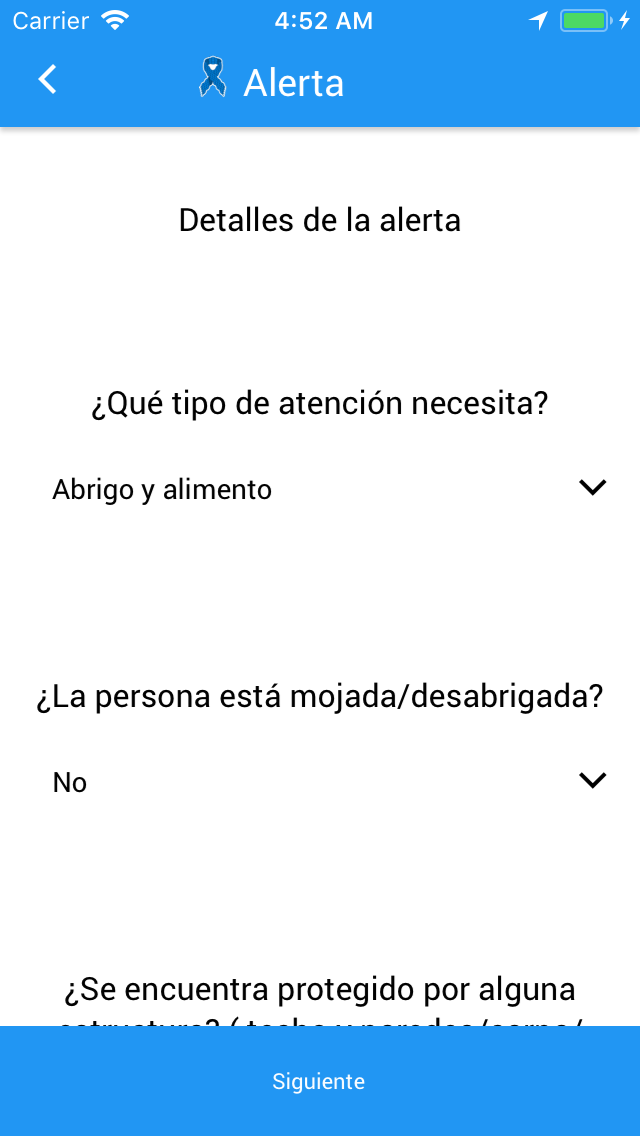 Carrier 4:52 AM
Alerta
Detalles de la alerta
¿Qué tipo de atención necesita?
Abrigo y alimento
¿La persona está mojada/desabrigada?
No
¿Se encuentra protegido por alguna
Siguiente